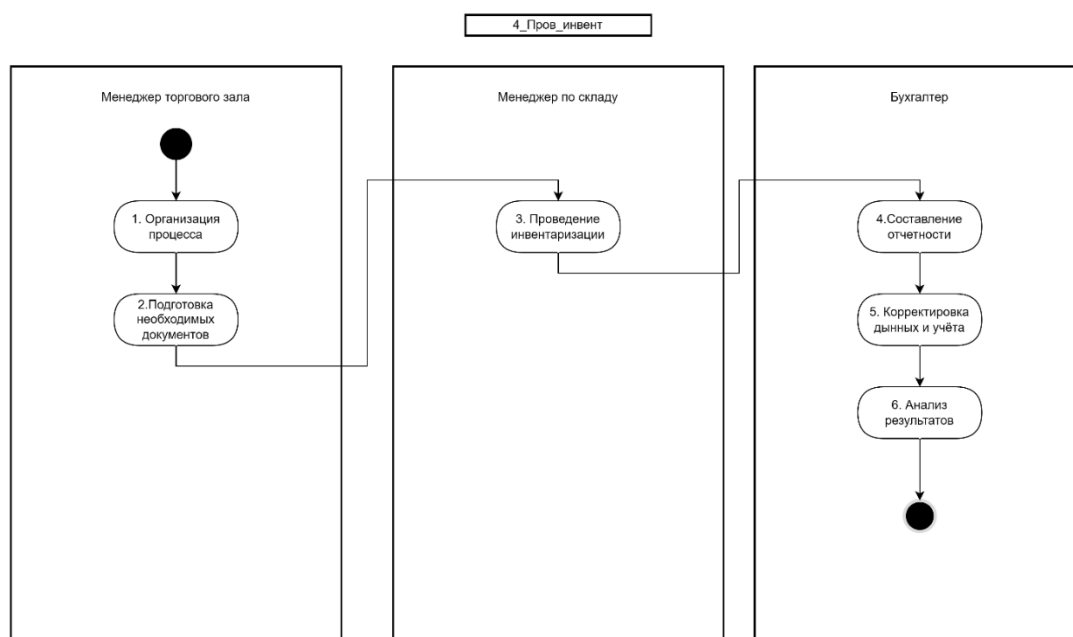 4_Пров_инвент
Менеджер торгового зала
Менеджер по складу
Бухгалтер
1. Организация
процесса
2.Подготовка
необходимых
документов
3. Проведение
инвентаризации
4.Составление
отчетности
5. Корректировка
дынных и учёта
6. Анализ
результатов